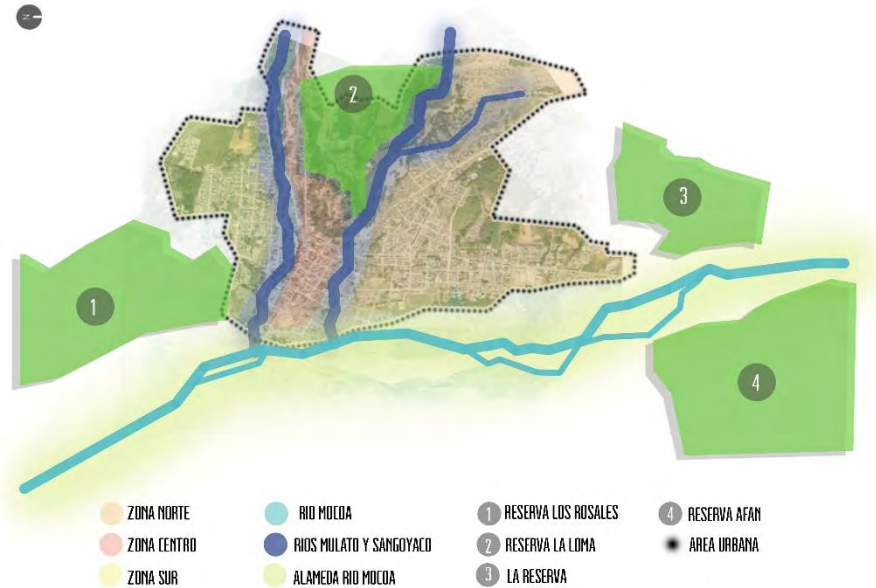 N
2
3
1
4
ZONA NORTE
ZONA CENTRO
ZONA SUR
RIO MOCOA
RIOS MULATO Y SANGOYACO
ALAMEDA RIO MOCOA
1 RESERVA LOS ROSALES
2 RESERVA LA LOMA
3 LA RESERVA
4 RESERVA AFAN
AREA URBANA